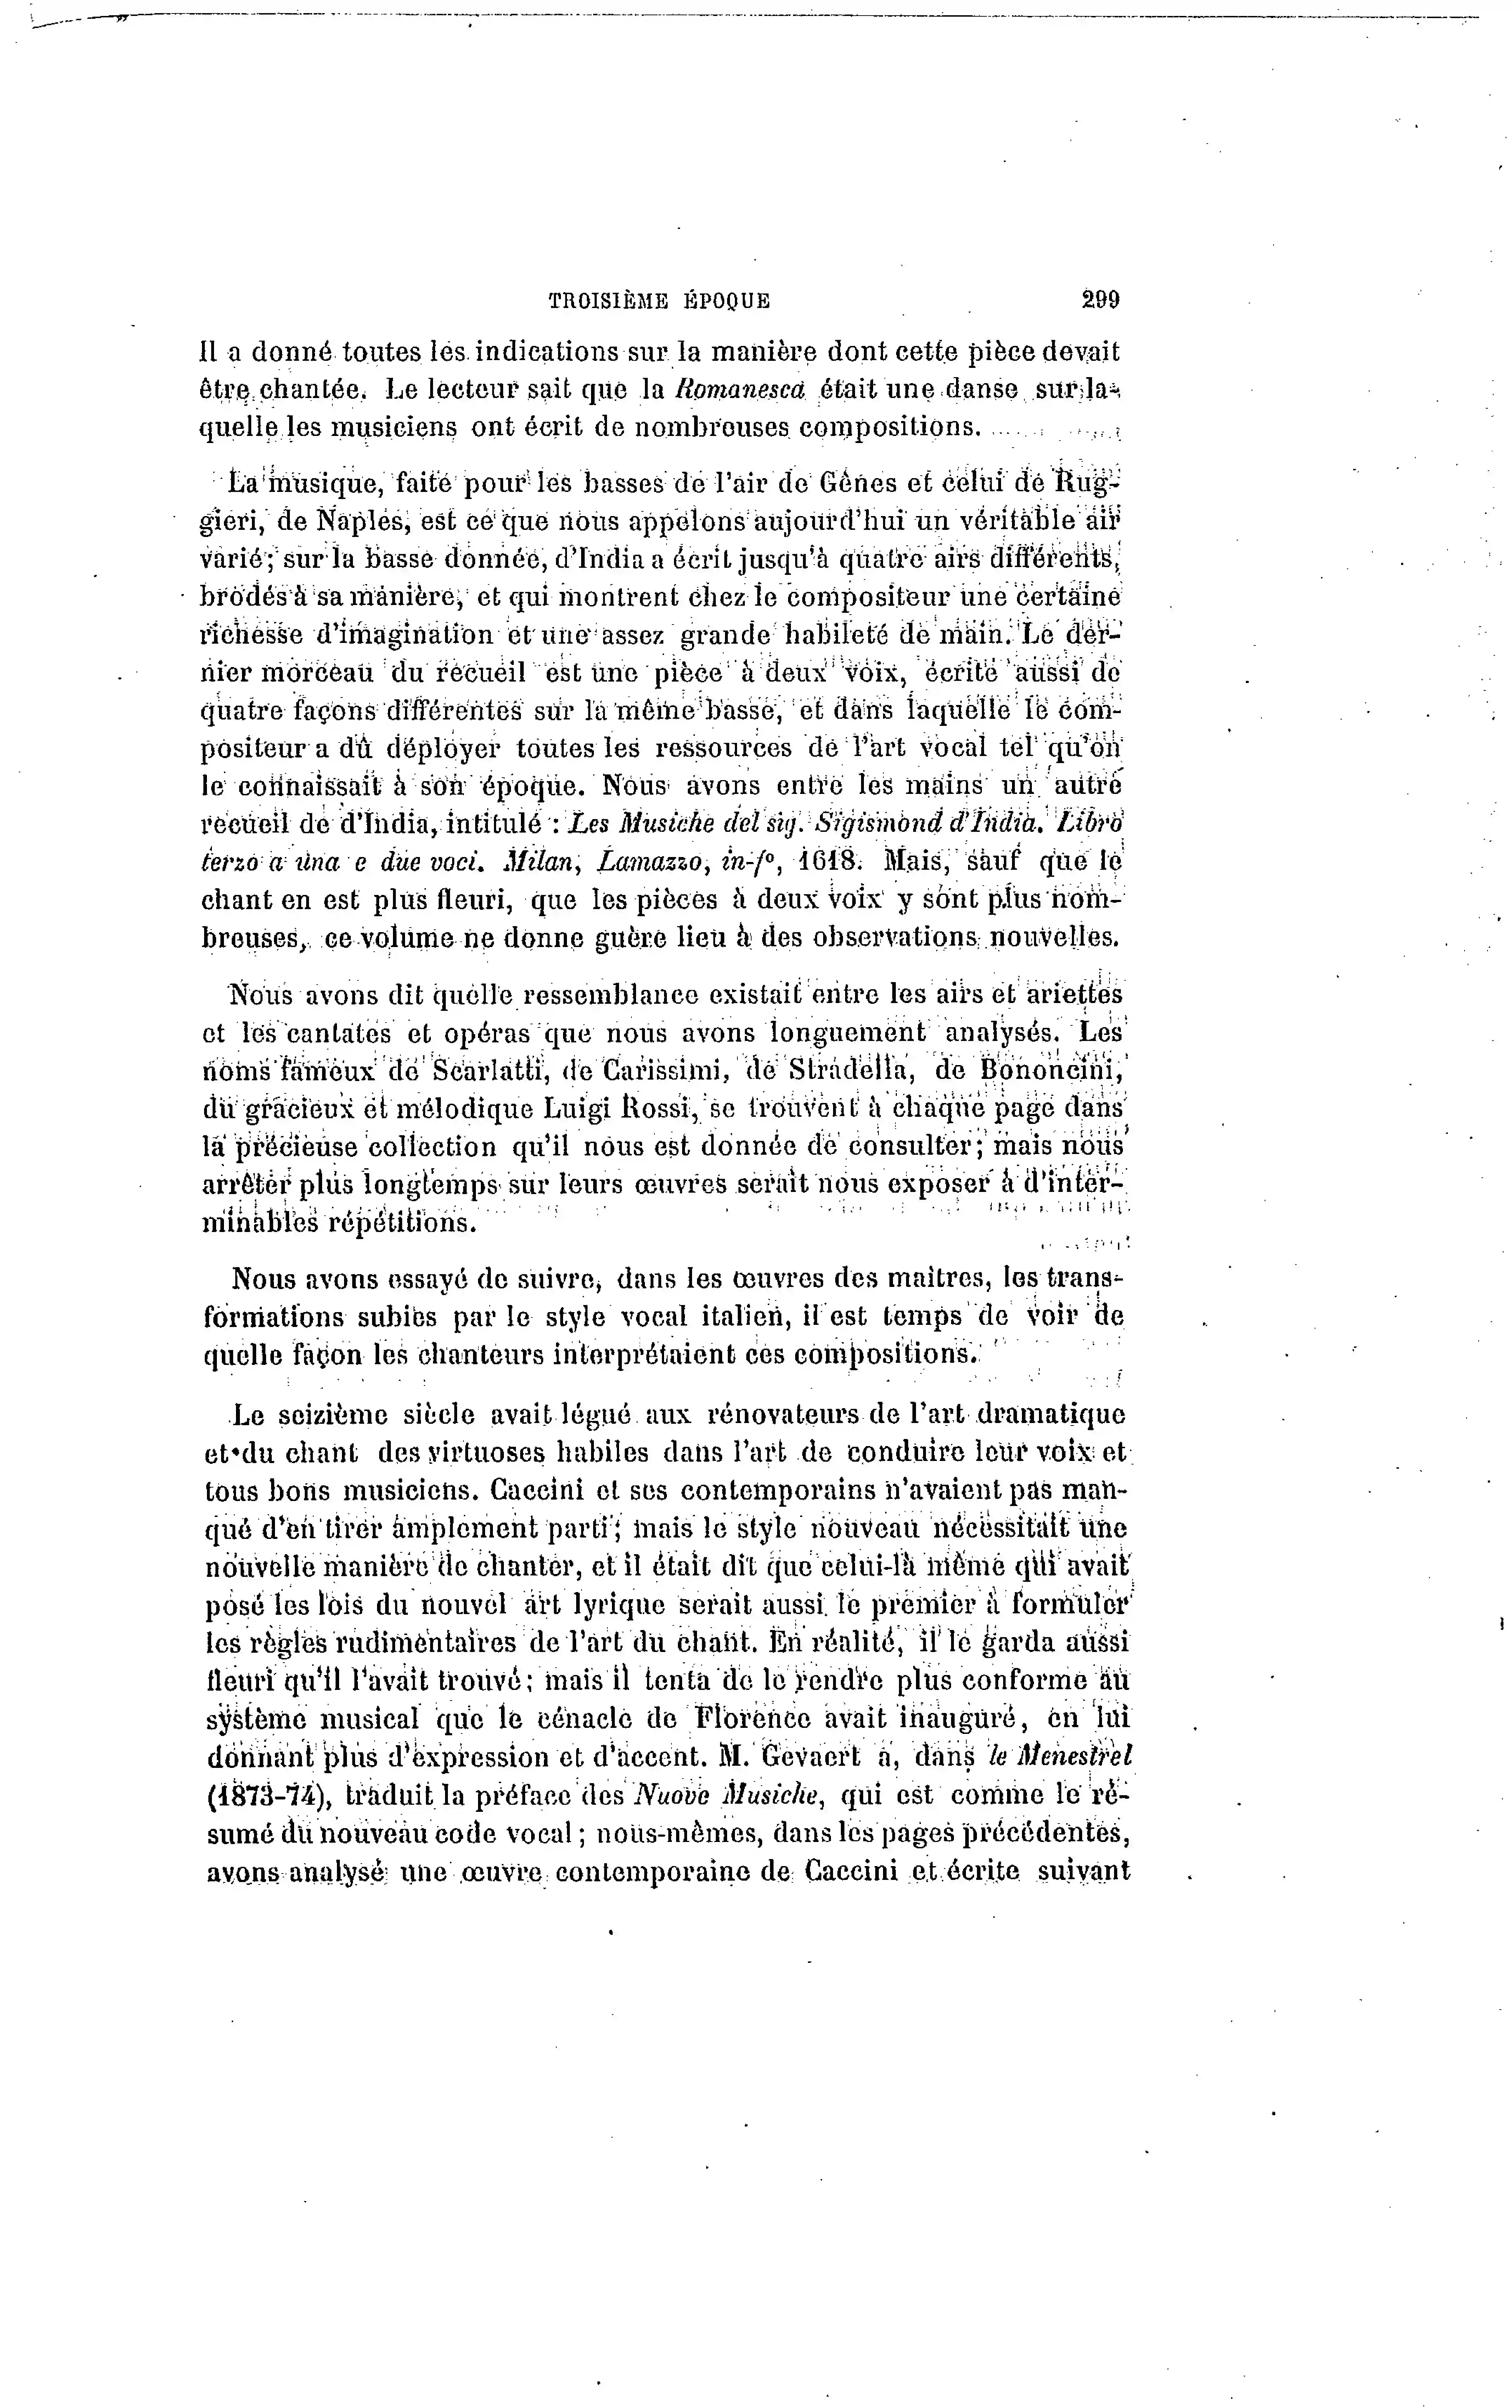 TROISIÈME ÉPOQUE 299
Il a donné toutes les indications sur la manière dont cette pièce devait
être chantée. Le lecteur sait que la Romanesca était une danse sur la-
quelle les musiciens ont écrit de nombreuses compositions.
La musique, faite pour les basses de l'air de Gênes et celui de Rug-
gieri, de Naples, est ce que nous appelons aujourd'hui un véritable air
varié; sur la basse donnée, d'India a écrit jusqu'à quatre airs différents,
brodés à sa manière, et qui montrent chez le compositeur une certaine
richesse d'imagination et une assez grande habileté de main. Le der-
nier morceau du recueil est une pièce à deux voix, écrite aussi de
quatre façons différentes sur la même basse, et dans laquelle le com-
positeur a dû déployer toutes les ressources de l'art vocal tel qu'on
le connaissait à son époque. Nous avons entre les mains un autre
recueil de d'India, intitulé : Les Musiche del sig. Sigismond d'India. Libro
terzo a una e due voci. Milan, Lamazzo, in-fo, 1618. Mais, sauf que le
chant en est plus fleuri, que les pièces à deux voix y sont plus nom-
breuses, ce volume ne donne guère lieu à des observations nouvelles.
Nous avons dit quelle ressemblance existait entre les airs et ariettes
et les cantates et opéras que nous avons longuement analysés. Les
noms fameux de Scarlatti, de Carissimi, de Stradella, de Bononcini,
du gracieux et mélodique Luigi Rossi, se trouvent à chaque page dans
la précieuse collection qu'il nous est donnée de consulter; mais nous
arrêter plus longtemps sur leurs œuvres serait nous exposer à d'inter-
minables répétitions.
Nous avons essayé de suivre, dans les œuvres des maîtres, les trans-
formations subies par le style vocal italien, il est temps de voir de
quelle façon les chanteurs interprétaient ces compositions.
Le seizième siècle avait légué aux rénovateurs de l'art dramatique
et du chant des virtuoses habiles dans l'art de conduire leur voix et
tous bons musiciens. Caccini et ses contemporains n'avaient pas man-
qué d'en tirer amplement parti; mais le style nouveau nécessitait une
nouvelle manière de chanter, et il était dit que celui-là même qui avait
posé les lois du nouvel art lyrique serait aussi le premier à formuler
les règles rudimentaires de l'art du chant. En réalité, il le garda aussi
fleuri qu'il l'avait trouvé; mais il tenta de le rendre plus conforme au
système musical que le cénacle de Florence avait inauguré, en lui
donnant plus d'expression et d'accent. M. Gevaert a, dans le Menestrel
(1873-74), traduit la préface des Nuove Musiche, qui est comme le ré-
sumé du nouveau code vocal; nous-mêmes, dans les pages précédentes,
avons analysé une œuvre contemporaine de Caccini et écrite suivant